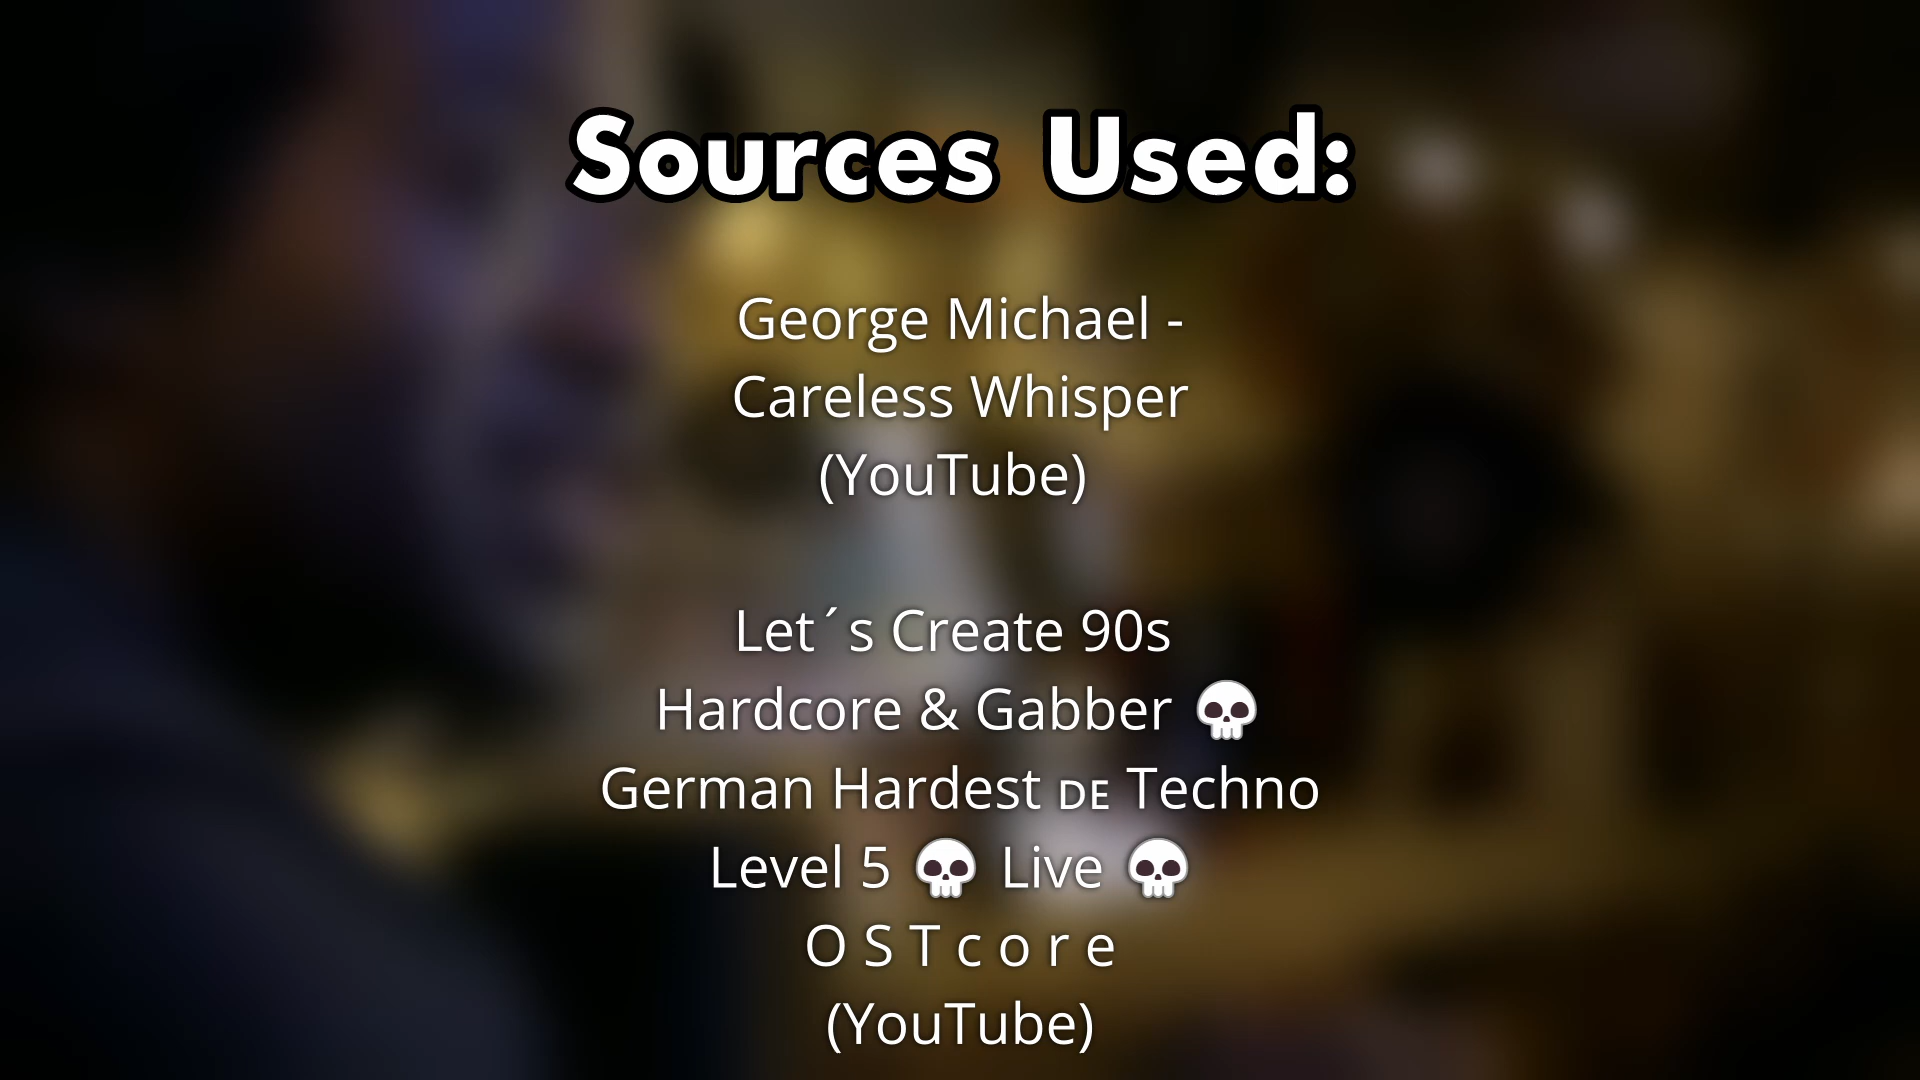 Sources Used:
George Michael -
Careless Whisper
(YouTube)
Let´s Create 90s
Hardcore & Gabber 💀
German Hardest 🇩🇪 Techno
Level 5 💀 Live 💀
O S T c o r e
(YouTube)